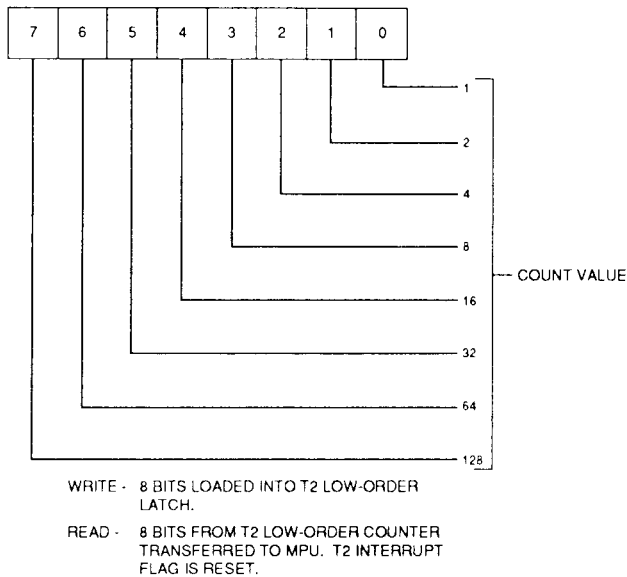 7 6 5 4 3 2 1 0
1
2
4
8
16
32
64
128
COUNT VALUE
WRITE - 8 BITS LOADED INTO T2 LOW-ORDER
LATCH.
READ - 8 BITS FROM T2 LOW-ORDER COUNTER
TRANSFERRED TO MPU. T2 INTERRUPT
FLAG IS RESET.